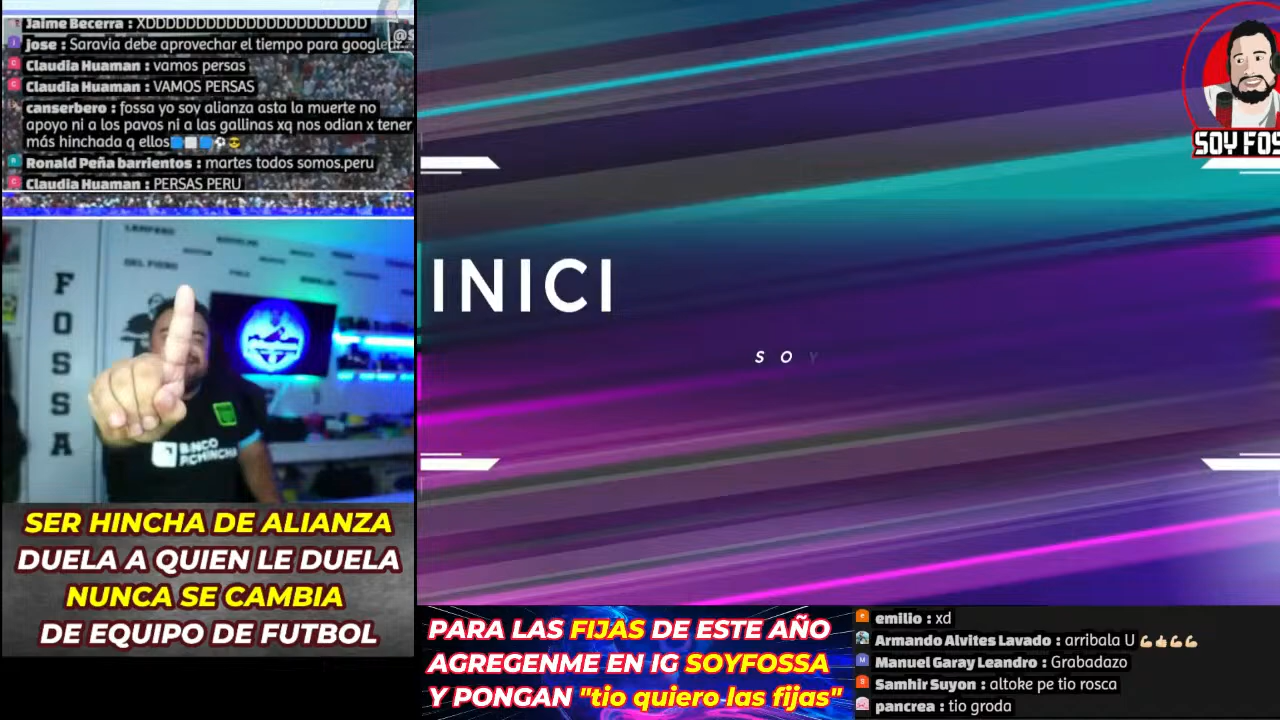 Jaime Becerra : XDDDDDDDDDDDDDDDDDDDDDDD
Jose : Saravia debe aprovechar el tiempo para googlear
Claudia Huaman : vamos persas
Claudia Huaman : VAMOS PERSAS
canserbero : fossa yo soy alianza asta la muerte no
apoyo ni a los pavos ni a las gallinas xq nos odian x tener
más hinchada q ellos🟦⬜🟦⚽😎
Ronald Peña barrientos : martes todos somos.peru
Claudia Huaman : PERSAS PERU
@S
SOY FOS
INICI
S O Y
F
O
S
S
A
BANCO
PICHINCHA
SER HINCHA DE ALIANZA
DUELA A QUIEN LE DUELA
NUNCA SE CAMBIA
DE EQUIPO DE FUTBOL
PARA LAS FIJAS DE ESTE AÑO
AGREGENME EN IG SOYFOSSA
Y PONGAN "tio quiero las fijas"
emilio : xd
Armando Alvites Lavado : arribala U 💪👍💪💪
Manuel Garay Leandro : Grabadazo
Samhir Suyon : altoke pe tio rosca
pancrea : tio groda